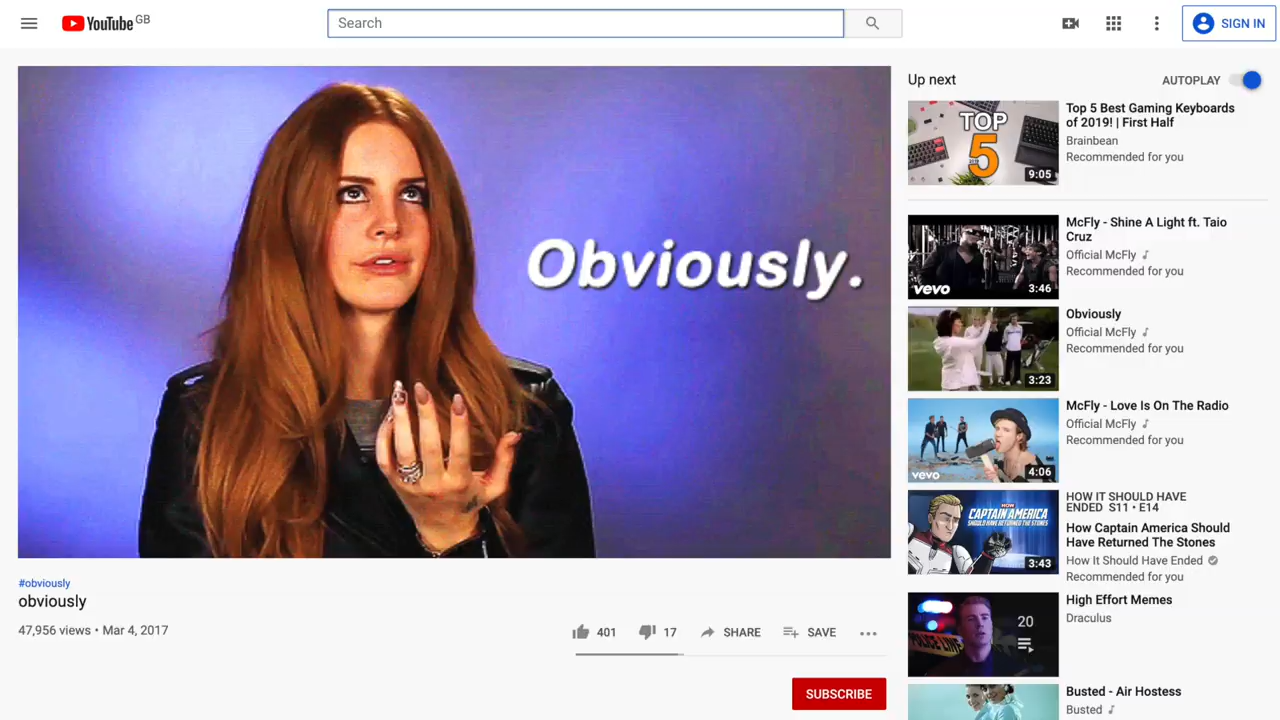 YouTube GB
Search
SIGN IN
Obviously.
#obviously
obviously
47,956 views • Mar 4, 2017
401
17
SHARE
SAVE
SUBSCRIBE
Up next
AUTOPLAY
TOP
5
2019
9:05
Top 5 Best Gaming Keyboards
of 2019! | First Half
Brainbean
Recommended for you
vevo
3:46
McFly - Shine A Light ft. Taio
Cruz
Official McFly
Recommended for you
3:23
Obviously
Official McFly
Recommended for you
vevo
4:06
McFly - Love Is On The Radio
Official McFly
Recommended for you
HOW
CAPTAIN AMERICA
SHOULD HAVE RETURNED THE STONES
3:43
HOW IT SHOULD HAVE
ENDED S11 • E14
How Captain America Should
Have Returned The Stones
How It Should Have Ended
Recommended for you
POLICE LINE
20
High Effort Memes
Draculus
Busted - Air Hostess
Busted